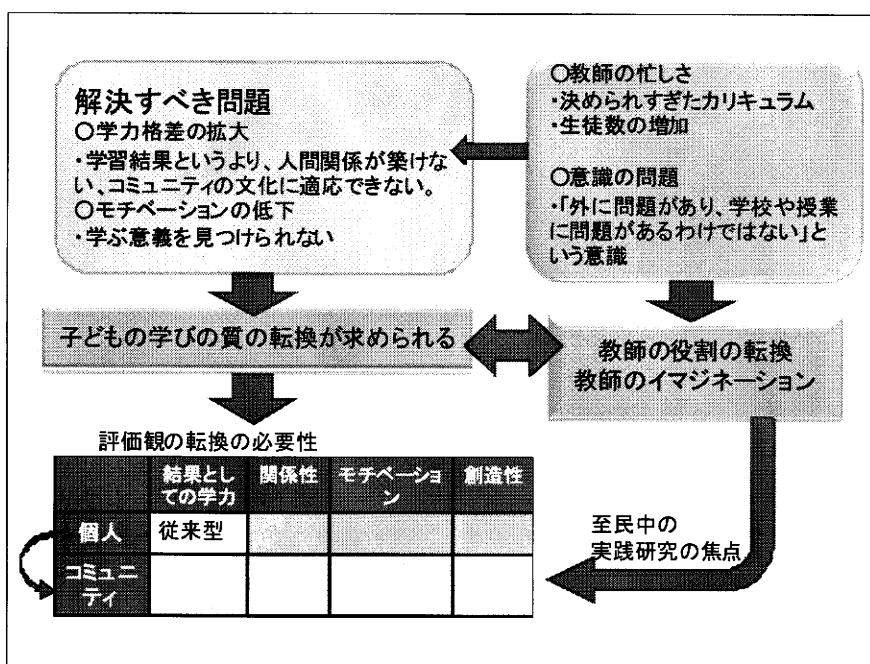 解決すべき問題
〇学力格差の拡大
・学習結果というより、人間関係が築けな
い、コミュニティの文化に適応できない。
〇モチベーションの低下
・学ぶ意義を見つけられない
〇教師の忙しさ
・決められすぎたカリキュラム
・生徒数の増加
〇意識の問題
・「外に問題があり、学校や授業
に問題があるわけではない」と
いう意識
子どもの学びの質の転換が求められる
教師の役割の転換
教師のイマジネーション
評価観の転換の必要性
結果とし
ての学力
関係性
モチベーショ
ン
創造性
個人
従来型
コミュニ
ティ
至民中の
実践研究の焦点